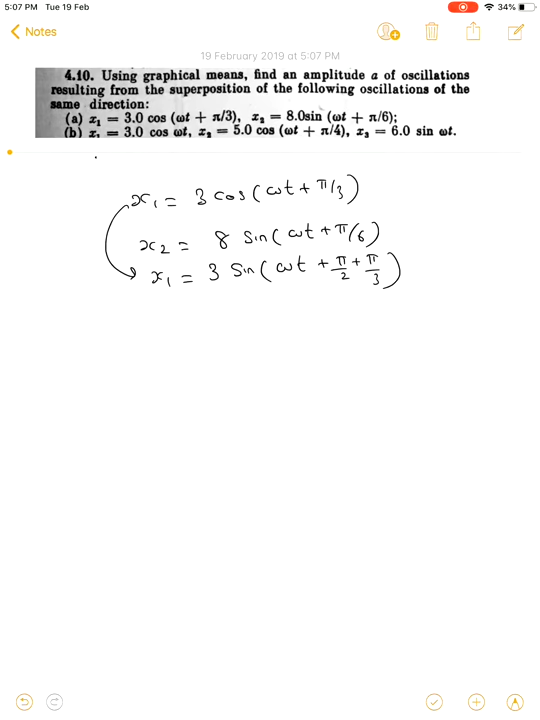 5:07 PM Tue 19 Feb
34%
Notes
19 February 2019 at 5:07 PM
4.10. Using graphical means, find an amplitude a of oscillations
resulting from the superposition of the following oscillations of the
same direction:
(a) x₁ = 3.0 cos (ωt + π/3), x₂ = 8.0sin (ωt + π/6);
(b) x₁ = 3.0 cos ωt, x₂ = 5.0 cos (ωt + π/4), x₃ = 6.0 sin ωt.
x₁ = 3 cos(ωt + π/3)
x₂ = 8 sin(ωt + π/6)
x₁ = 3 sin(ωt + π/2 + π/3)